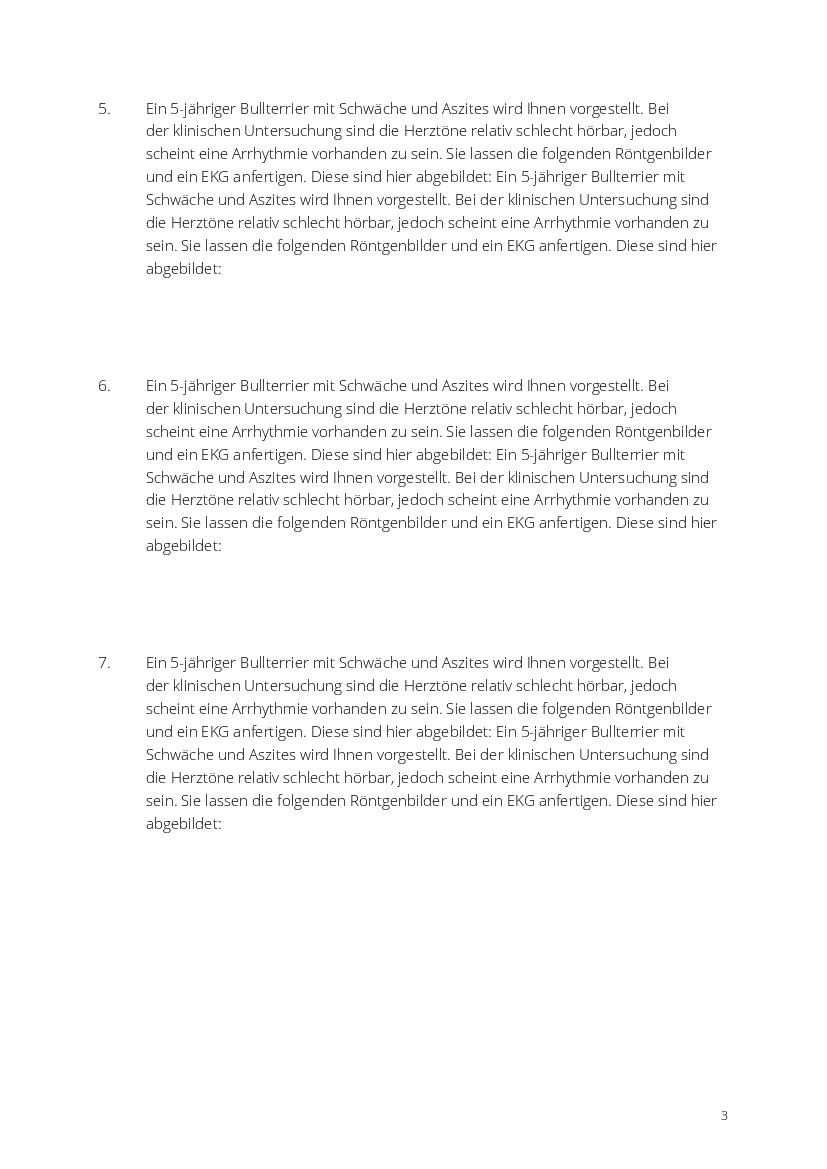 5. Ein 5-jähriger Bullterrier mit Schwäche und Aszites wird Ihnen vorgestellt. Bei
der klinischen Untersuchung sind die Herztöne relativ schlecht hörbar, jedoch
scheint eine Arrhythmie vorhanden zu sein. Sie lassen die folgenden Röntgenbilder
und ein EKG anfertigen. Diese sind hier abgebildet: Ein 5-jähriger Bullterrier mit
Schwäche und Aszites wird Ihnen vorgestellt. Bei der klinischen Untersuchung sind
die Herztöne relativ schlecht hörbar, jedoch scheint eine Arrhythmie vorhanden zu
sein. Sie lassen die folgenden Röntgenbilder und ein EKG anfertigen. Diese sind hier
abgebildet:
6. Ein 5-jähriger Bullterrier mit Schwäche und Aszites wird Ihnen vorgestellt. Bei
der klinischen Untersuchung sind die Herztöne relativ schlecht hörbar, jedoch
scheint eine Arrhythmie vorhanden zu sein. Sie lassen die folgenden Röntgenbilder
und ein EKG anfertigen. Diese sind hier abgebildet: Ein 5-jähriger Bullterrier mit
Schwäche und Aszites wird Ihnen vorgestellt. Bei der klinischen Untersuchung sind
die Herztöne relativ schlecht hörbar, jedoch scheint eine Arrhythmie vorhanden zu
sein. Sie lassen die folgenden Röntgenbilder und ein EKG anfertigen. Diese sind hier
abgebildet:
7. Ein 5-jähriger Bullterrier mit Schwäche und Aszites wird Ihnen vorgestellt. Bei
der klinischen Untersuchung sind die Herztöne relativ schlecht hörbar, jedoch
scheint eine Arrhythmie vorhanden zu sein. Sie lassen die folgenden Röntgenbilder
und ein EKG anfertigen. Diese sind hier abgebildet: Ein 5-jähriger Bullterrier mit
Schwäche und Aszites wird Ihnen vorgestellt. Bei der klinischen Untersuchung sind
die Herztöne relativ schlecht hörbar, jedoch scheint eine Arrhythmie vorhanden zu
sein. Sie lassen die folgenden Röntgenbilder und ein EKG anfertigen. Diese sind hier
abgebildet:
3